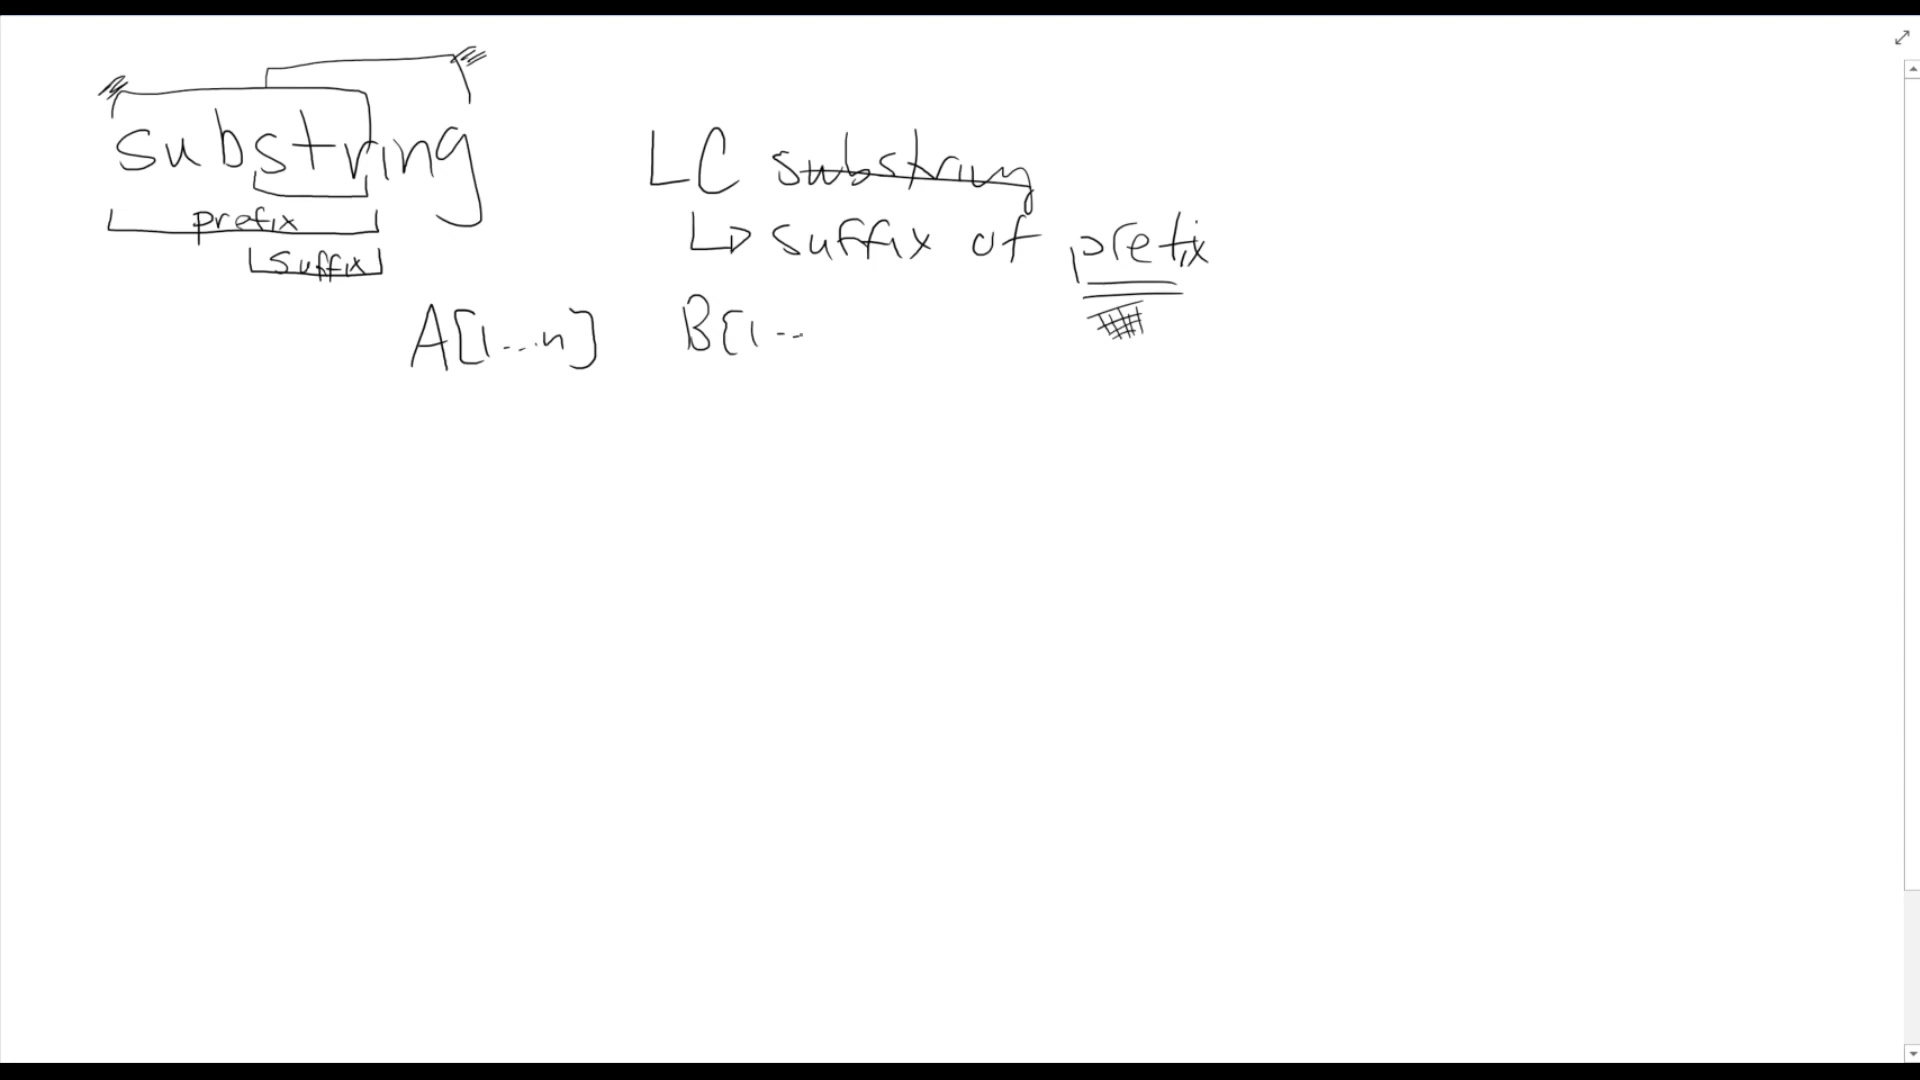 substring
prefix
suffix
LC substring
↳ suffix of prefix
A[1...n] B[1--